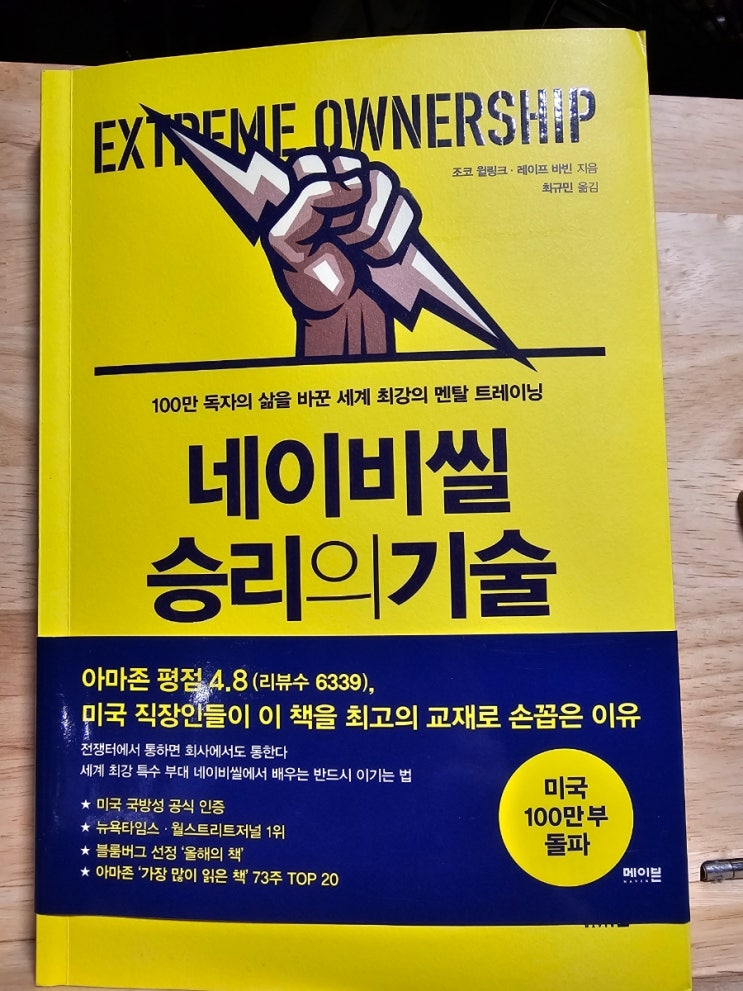 EXTREME OWNERSHIP
조코 윌링크 · 레이프 바빈 지음
최규민 옮김
100만 독자의 삶을 바꾼 세계 최강의 멘탈 트레이닝
네이비씰
승리의 기술
아마존 평점 4.8 (리뷰수 6339),
미국 직장인들이 이 책을 최고의 교재로 손꼽은 이유
전쟁터에서 통하면 회사에서도 통한다
세계 최강 특수 부대 네이비씰에서 배우는 반드시 이기는 법
★ 미국 국방성 공식 인증
★ 뉴욕타임스 · 월스트리트저널 1위
★ 블룸버그 선정 '올해의 책'
★ 아마존 '가장 많이 읽은 책' 73주 TOP 20
미국
100만 부
돌파
메이븐
MAVEN